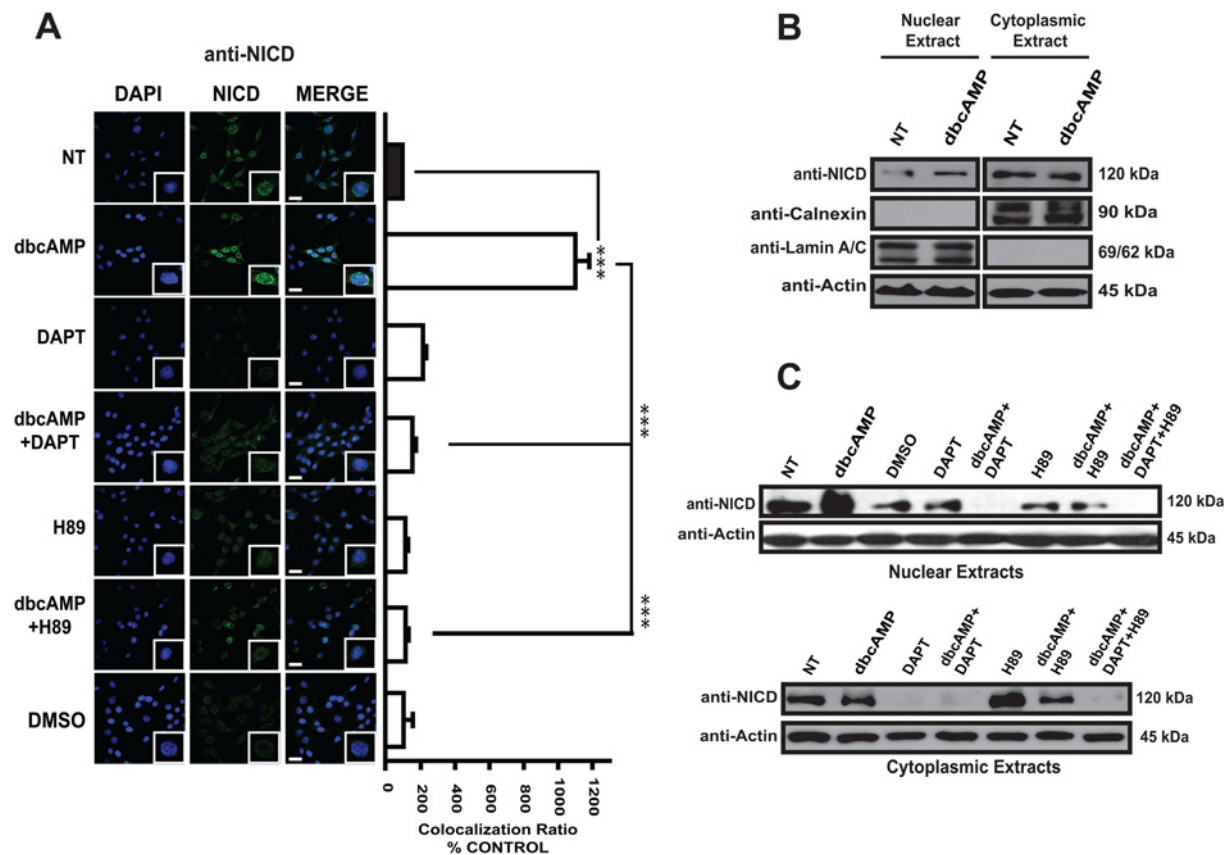 A
anti-NICD
DAPI NICD MERGE
NT
dbcAMP
DAPT
dbcAMP
+DAPT
H89
dbcAMP
+H89
DMSO
***
***
***
0 200 400 600 800 1000 1200
Colocalization Ratio
% CONTROL
B
Nuclear
Extract
Cytoplasmic
Extract
NT dbcAMP NT dbcAMP
anti-NICD 120 kDa
anti-Calnexin 90 kDa
anti-Lamin A/C 69/62 kDa
anti-Actin 45 kDa
C
NT
dbcAMP
DMSO
DAPT
dbcAMP+
DAPT
H89
dbcAMP+
H89
dbcAMP+
DAPT+H89
anti-NICD 120 kDa
anti-Actin 45 kDa
Nuclear Extracts
NT
dbcAMP
DAPT
dbcAMP+
DAPT
H89
dbcAMP+
H89
dbcAMP+
DAPT+H89
anti-NICD 120 kDa
anti-Actin 45 kDa
Cytoplasmic Extracts